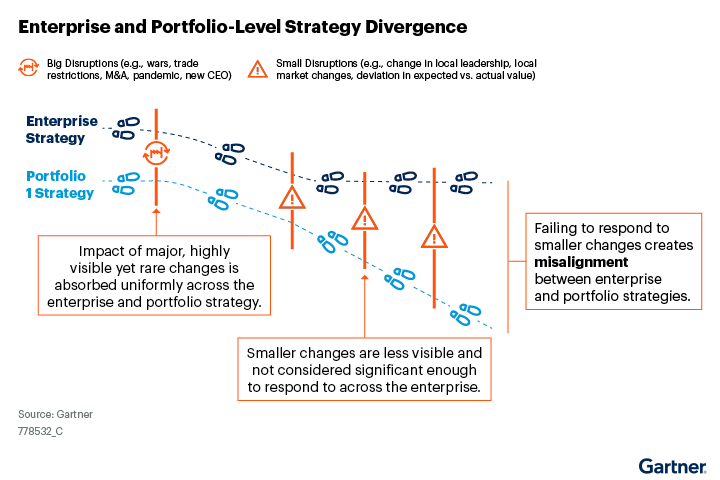 Enterprise and Portfolio-Level Strategy Divergence
Big Disruptions (e.g., wars, trade
restrictions, M&A, pandemic, new CEO)
Small Disruptions (e.g., change in local leadership, local
market changes, deviation in expected vs. actual value)
Enterprise
Strategy
Portfolio
1 Strategy
Impact of major, highly
visible yet rare changes is
absorbed uniformly across the
enterprise and portfolio strategy.
Smaller changes are less visible and
not considered significant enough
to respond to across the enterprise.
Failing to respond to
smaller changes creates
misalignment
between enterprise
and portfolio strategies.
Source: Gartner
778532_C
Gartner